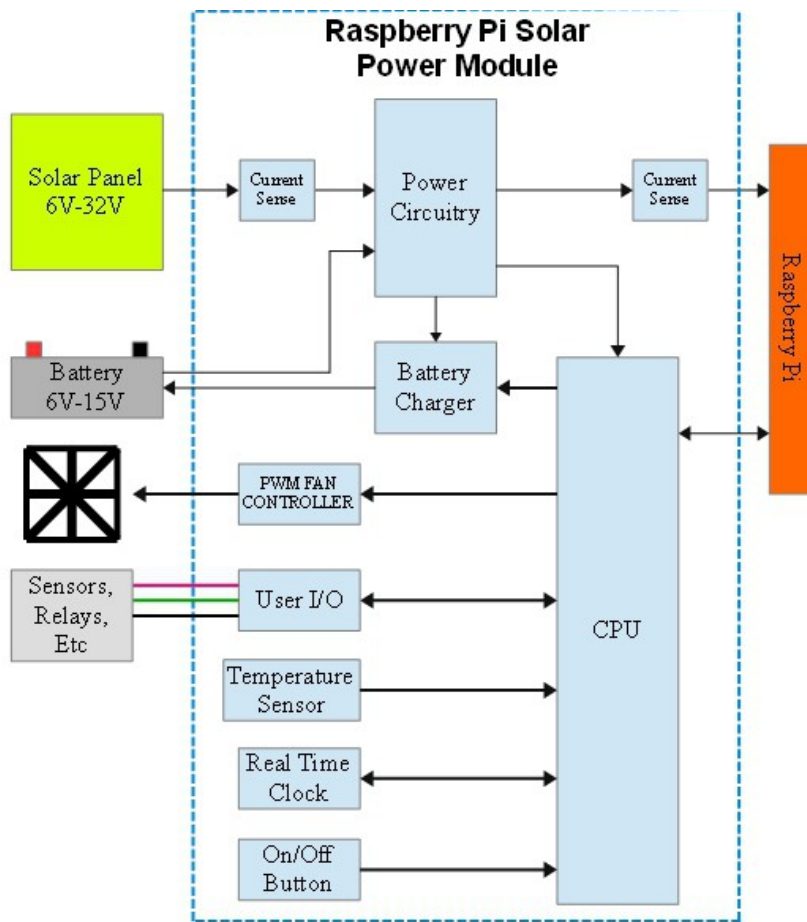 Raspberry Pi Solar
Power Module
Solar Panel
6V-32V
Current
Sense
Power
Circuitry
Current
Sense
Raspberry Pi
Battery
6V-15V
Battery
Charger
PWM FAN
CONTROLLER
Sensors,
Relays,
Etc
User I/O
CPU
Temperature
Sensor
Real Time
Clock
On/Off
Button